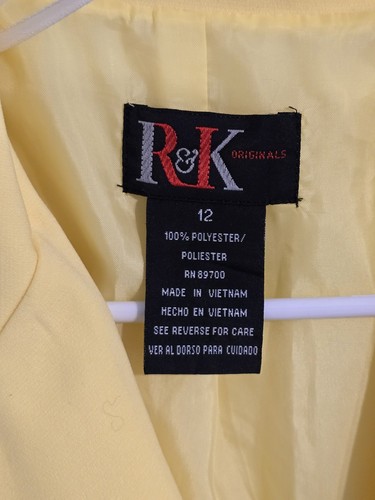 R&K ORIGINALS
12
100% POLYESTER/
POLIESTER
RN 89700
MADE IN VIETNAM
HECHO EN VIETNAM
SEE REVERSE FOR CARE
VER AL DORSO PARA CUIDADO